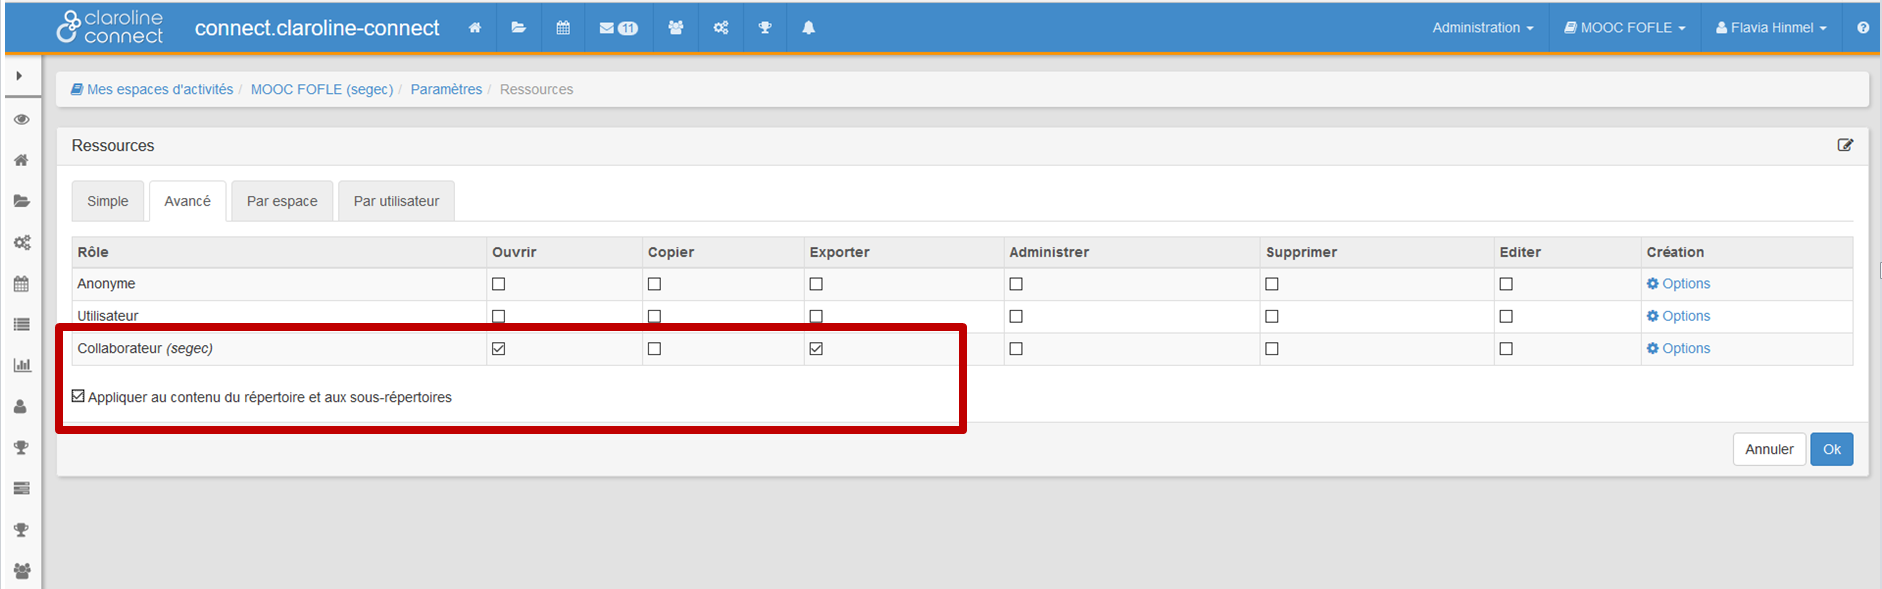 claroline
connect
connect.claroline-connect
11
Administration
MOOC FOFLE
Flavia Hinmel
Mes espaces d'activités / MOOC FOFLE (segec) / Paramètres / Ressources
Ressources
Simple
Avancé
Par espace
Par utilisateur
Rôle Ouvrir Copier Exporter Administrer Supprimer Editer Création
Anonyme Options
Utilisateur Options
Collaborateur (segec) Options
Appliquer au contenu du répertoire et aux sous-répertoires
Annuler
Ok